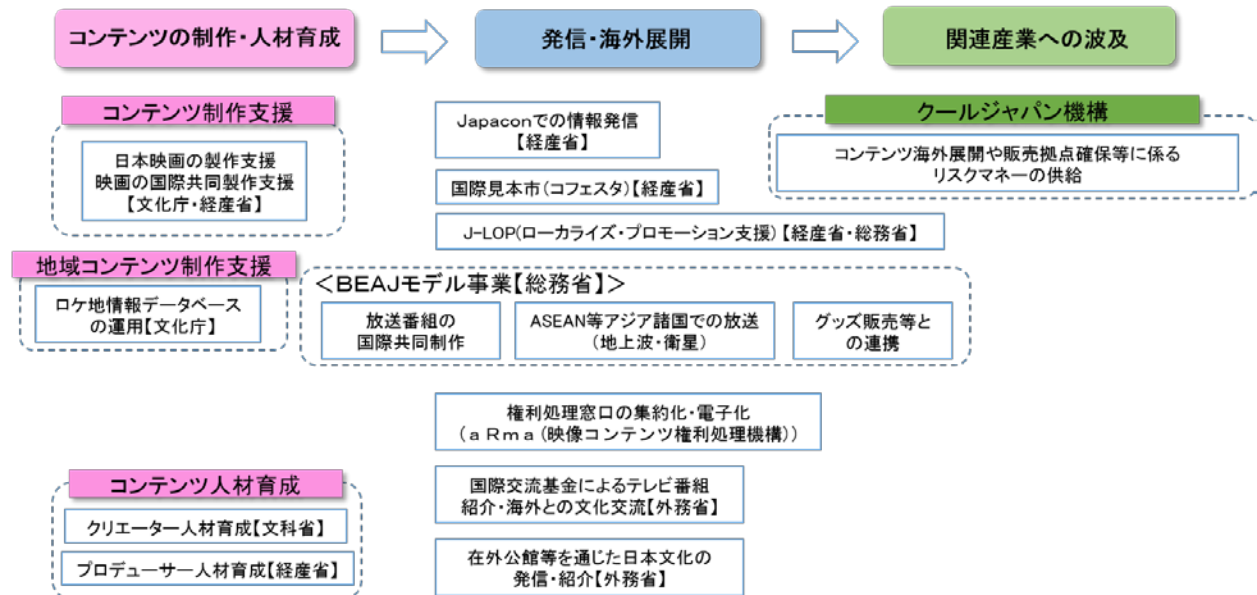 コンテンツの制作・人材育成
発信・海外展開
関連産業への波及
コンテンツ制作支援
日本映画の製作支援
映画の国際共同製作支援
【文化庁・経産省】
地域コンテンツ制作支援
ロケ地情報データベース
の運用【文化庁】
コンテンツ人材育成
クリエーター人材育成【文科省】
プロデューサー人材育成【経産省】
Japaconでの情報発信
【経産省】
国際見本市(コフェスタ)【経産省】
J-LOP(ローカライズ・プロモーション支援)【経産省・総務省】
＜BEAJモデル事業【総務省】＞
放送番組の
国際共同制作
ASEAN等アジア諸国での放送
(地上波・衛星)
グッズ販売等と
の連携
権利処理窓口の集約化・電子化
(ａＲｍａ(映像コンテンツ権利処理機構))
国際交流基金によるテレビ番組
紹介・海外との文化交流【外務省】
在外公館等を通じた日本文化の
発信・紹介【外務省】
クールジャパン機構
コンテンツ海外展開や販売拠点確保等に係る
リスクマネーの供給